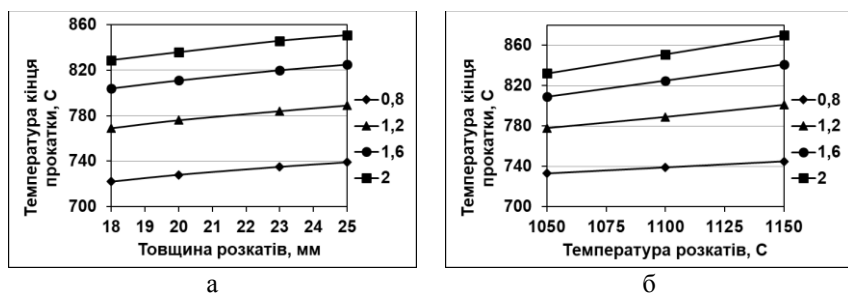 860
820
780
740
700
Температура кінця
прокатки, С
18 19 20 21 22 23 24 25
Товщина розкатів, мм
0,8
1,2
1,6
2
а
860
820
780
740
700
Температура кінця
прокатки, С
1050 1075 1100 1125 1150
Температура розкатів, С
0,8
1,2
1,6
2
б